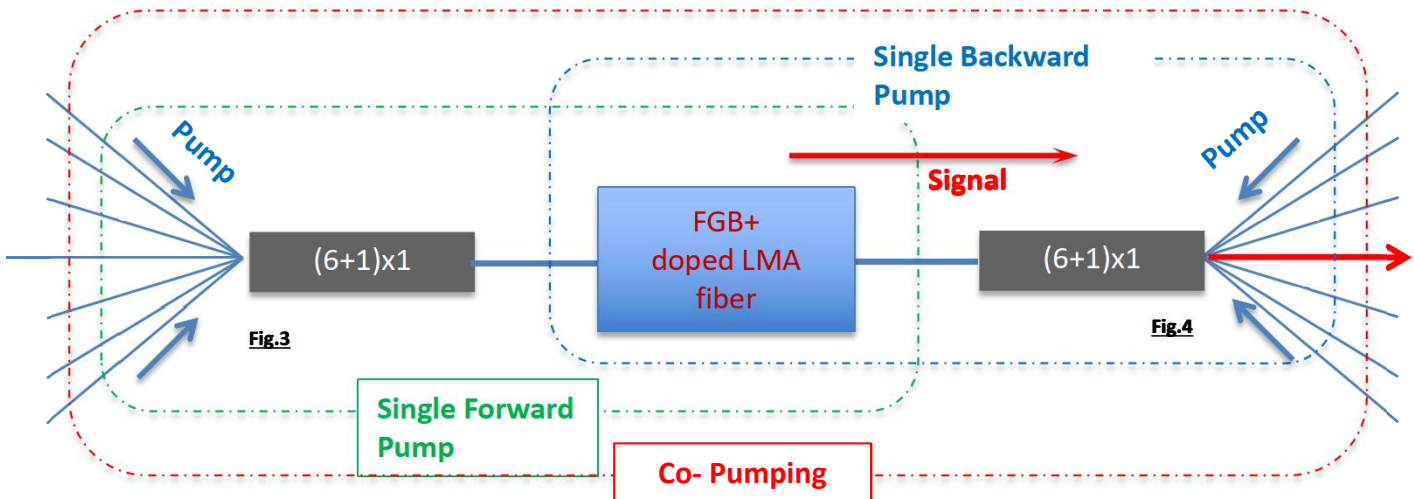 Single Backward
Pump
Pump
Pump
Signal
(6+1)x1
FGB+
doped LMA
fiber
(6+1)x1
Fig.3
Fig.4
Single Forward
Pump
Co- Pumping